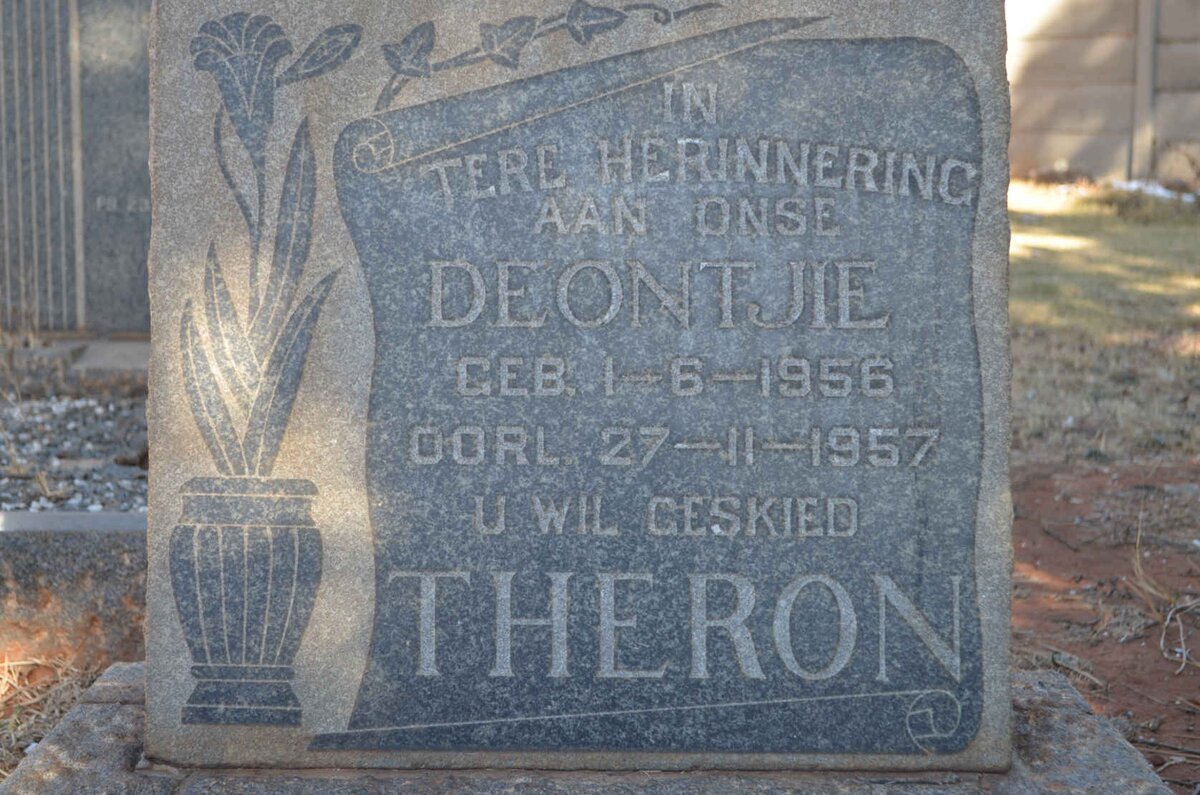 IN
TERE HERINNERING
AAN ONSE
DEONTJIE
GEB. 1-6-1956
OORL. 27-11-1957
U WIL GESKIED
THERON